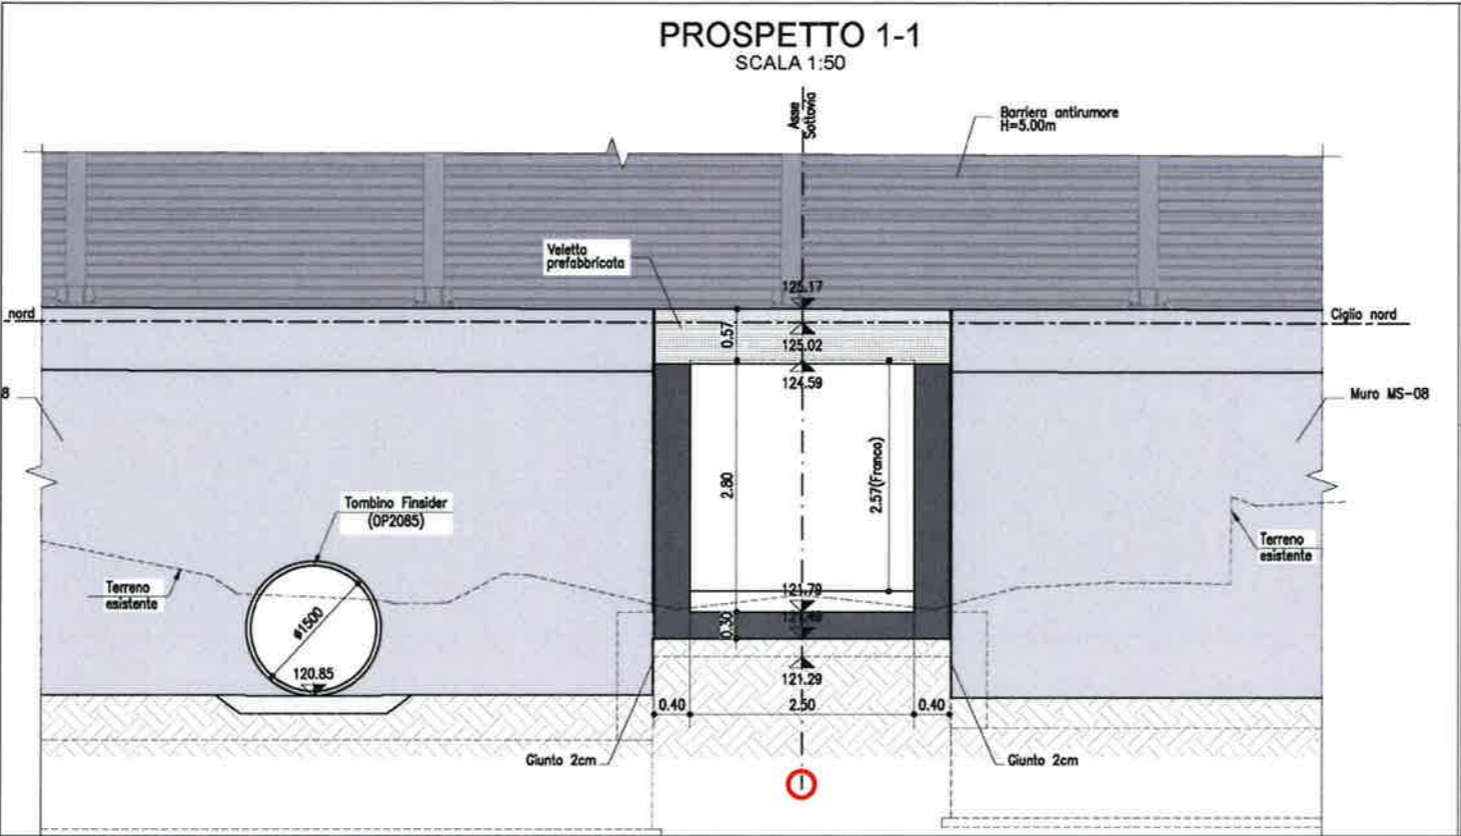 PROSPETTO 1-1
SCALA 1:50
Asse
Sottovia
Barriera antirumore
H=5.00m
Veletta
prefabbricata
125.17
nord
Ciglio nord
0.57
125.02
124.59
8
Muro MS-08
2.80
2.57(Franco)
Tombino Finsider
(OP2085)
Terreno
esistente
Terreno
esistente
ø1500
121.79
0.30
121.49
120.85
121.29
0.40
2.50
0.40
Giunto 2cm
Giunto 2cm